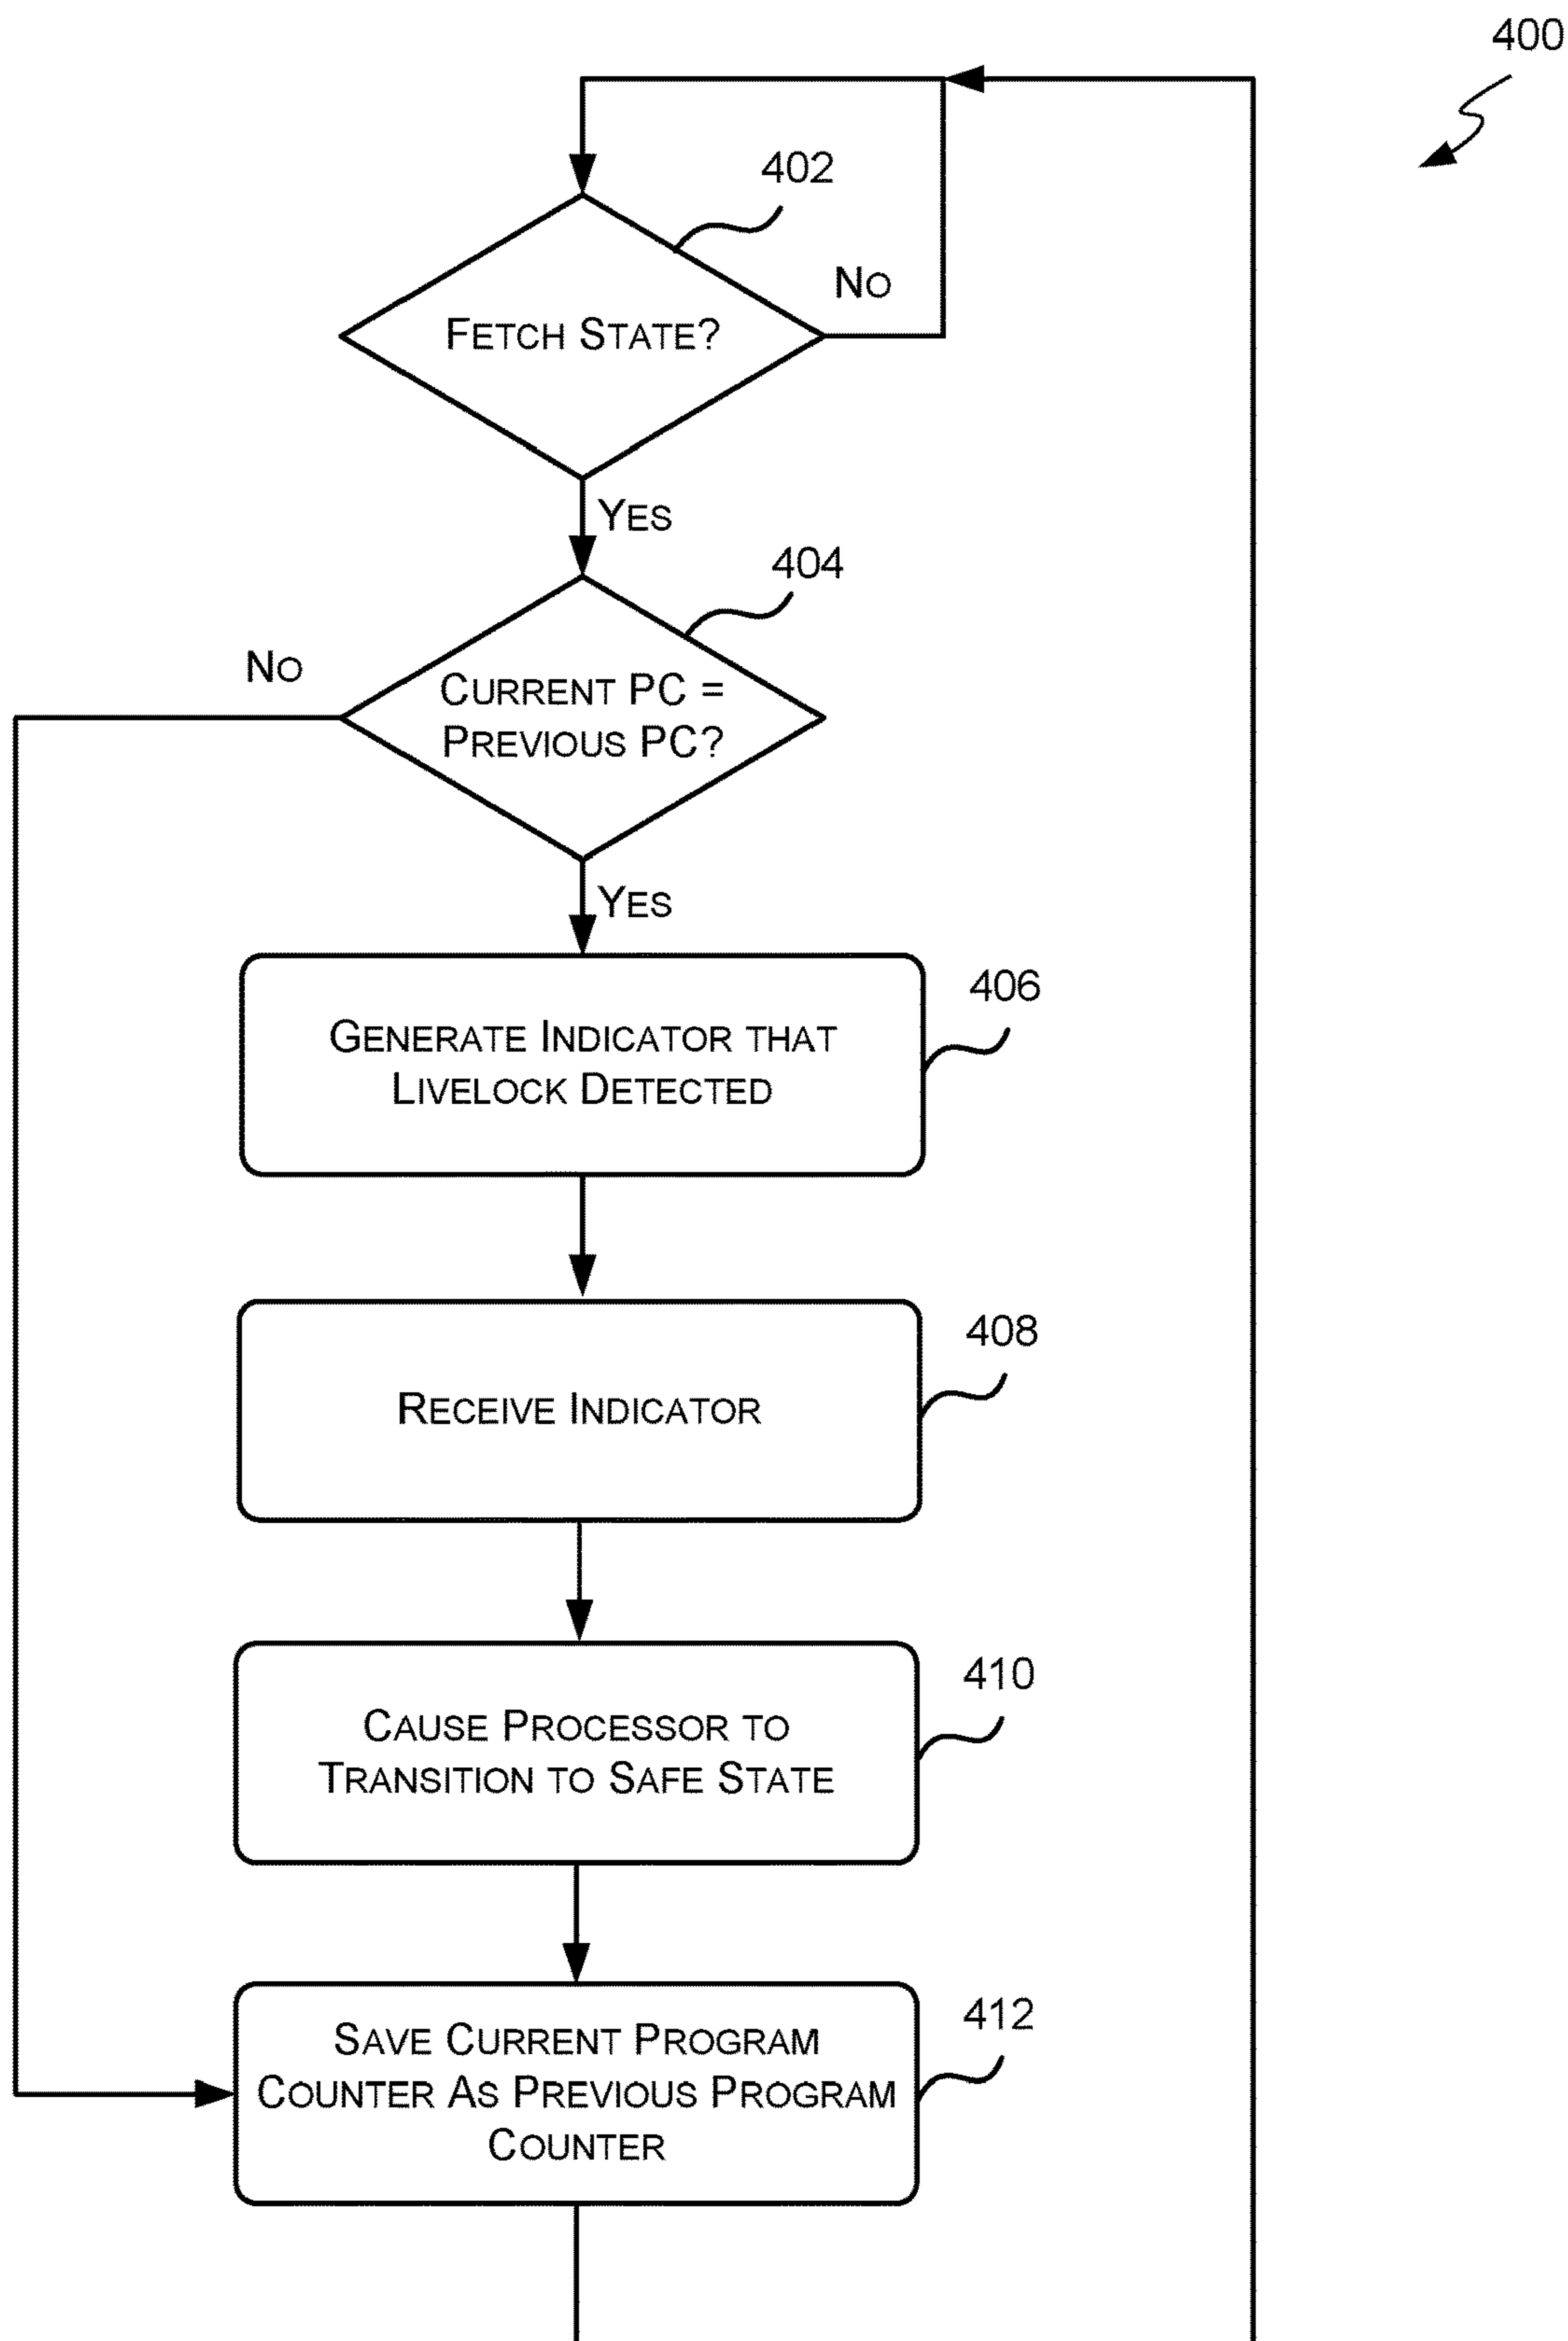 400
402
No
Fetch State?
Yes
404
No
Current PC =
Previous PC?
Yes
406
Generate Indicator that
Livelock Detected
408
Receive Indicator
410
Cause Processor to
Transition to Safe State
412
Save Current Program
Counter As Previous Program
Counter